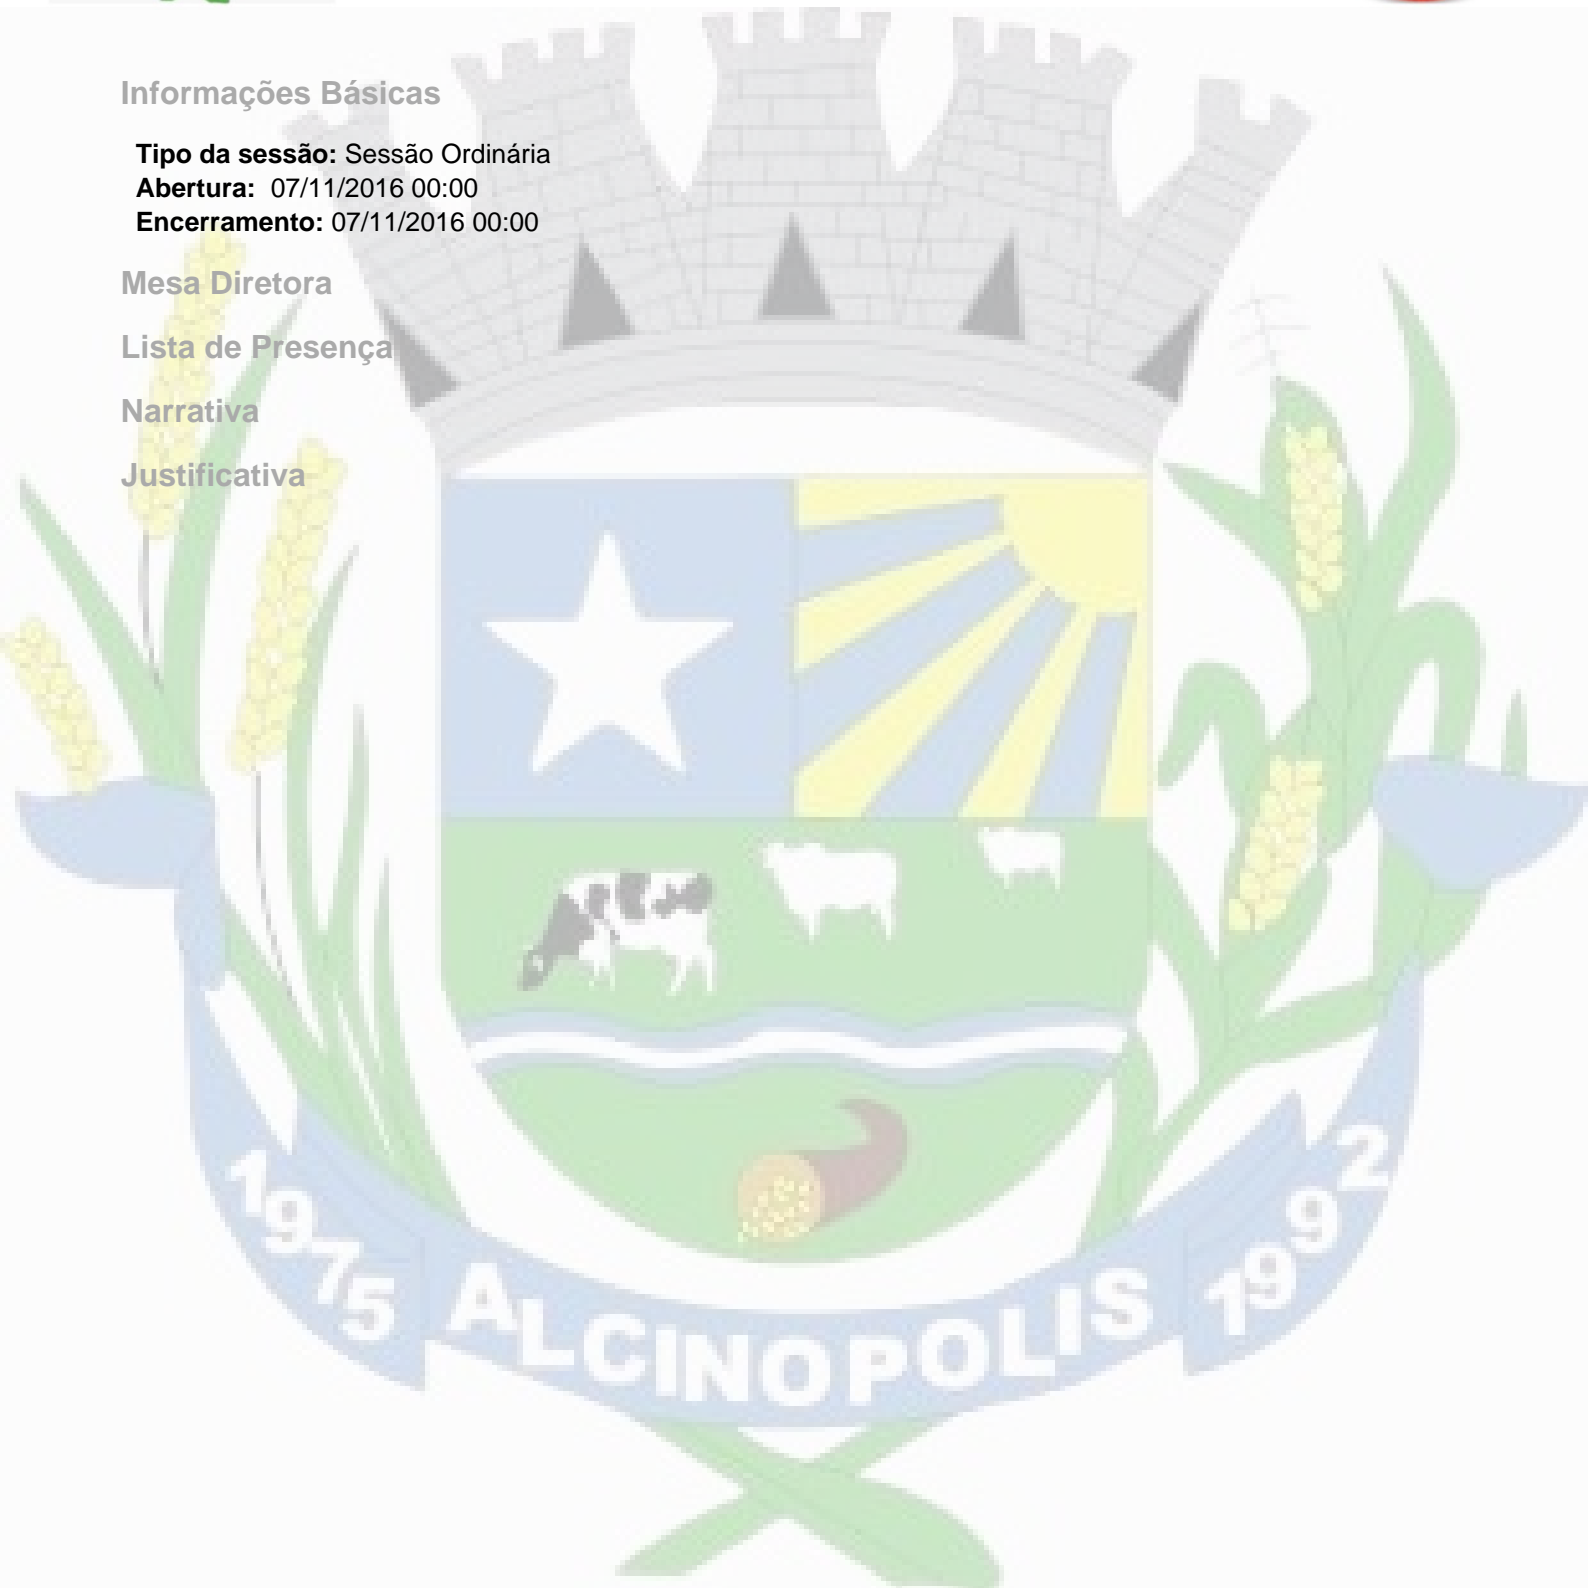 Informações Básicas
Tipo da sessão: Sessão Ordinária
Abertura: 07/11/2016 00:00
Encerramento: 07/11/2016 00:00
Mesa Diretora
Lista de Presença
Narrativa
Justificativa
1975 ALCINOPOLIS 1992